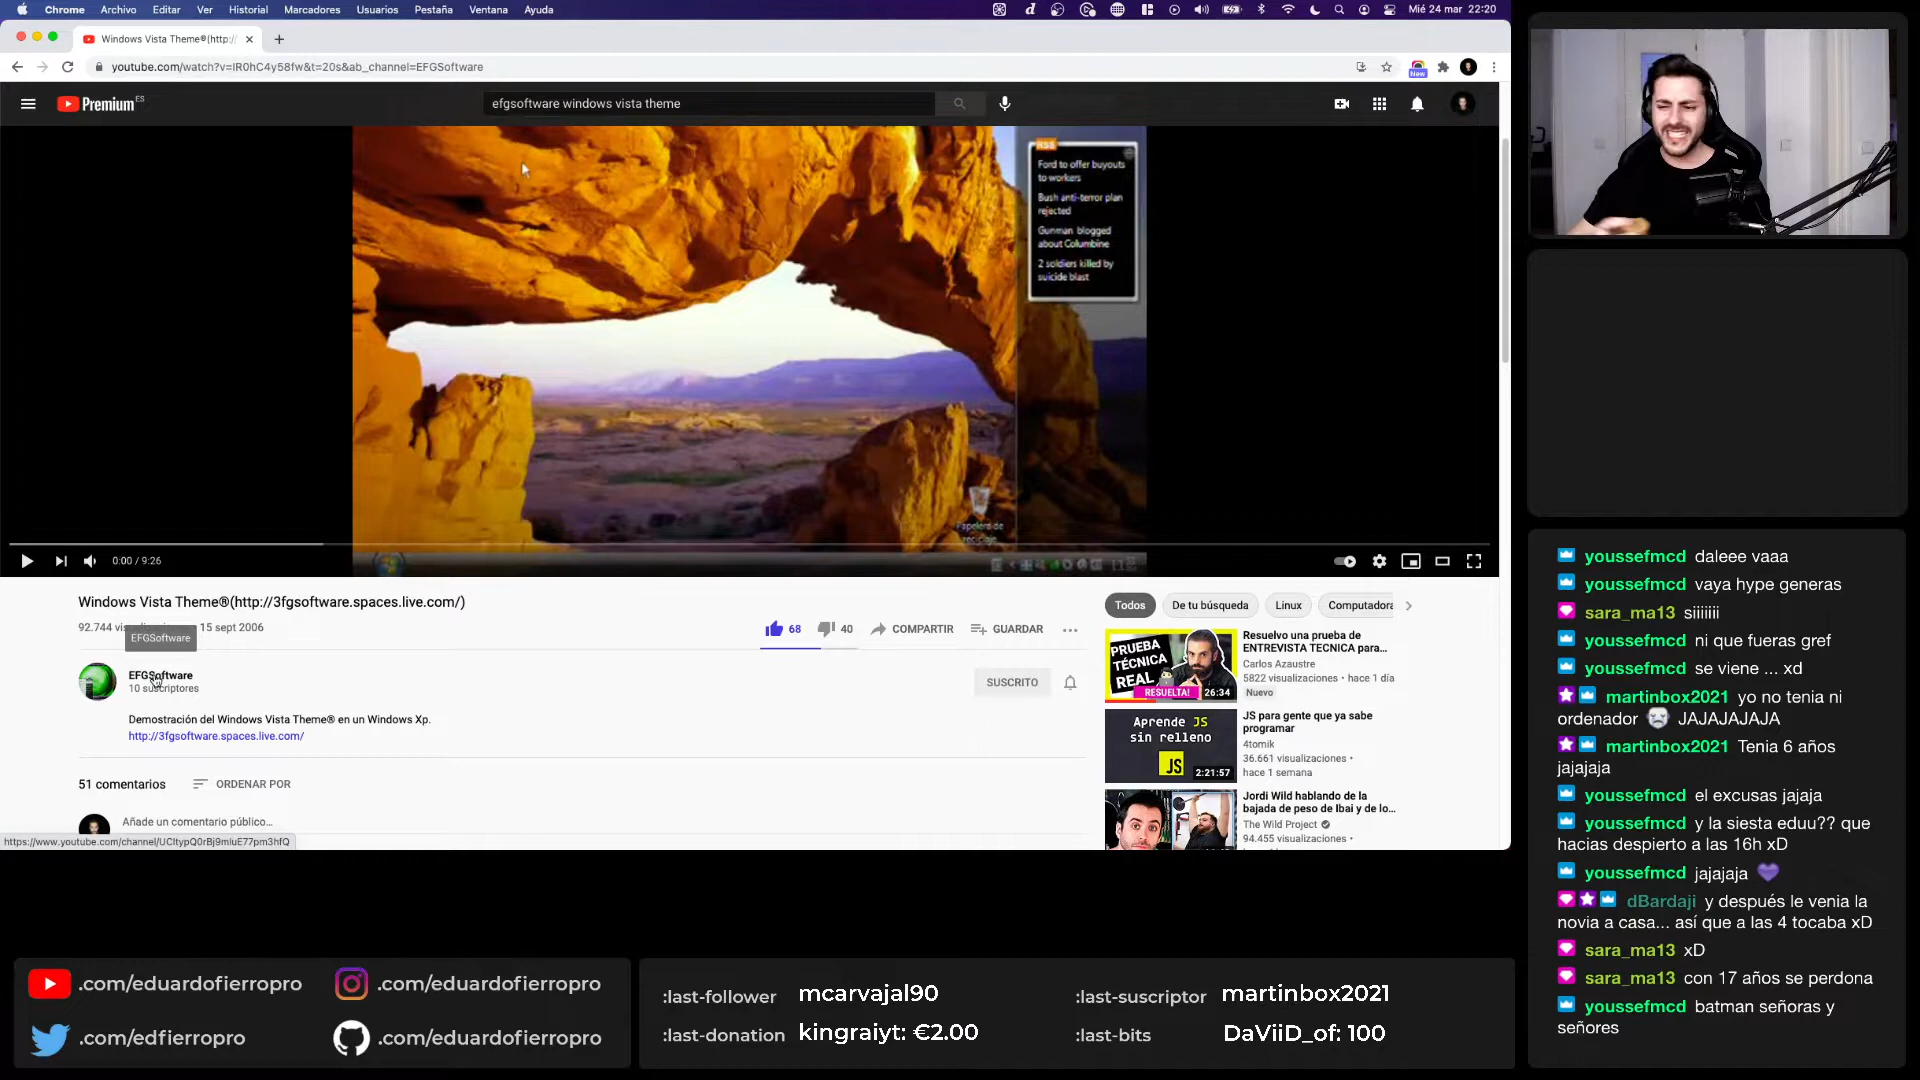 Chrome Archivo Editar Ver Historial Marcadores Usuarios Pestaña Ventana Ayuda
Mié 24 mar 22:20
Windows Vista Theme®(http:/
youtube.com/watch?v=IR0hC4y58fw&t=20s&ab_channel=EFGSoftware
New
Premium ES
efgsoftware windows vista theme
RSS
Ford to offer buyouts
to workers
Bush anti-terror plan
rejected
Gunman blogged
about Columbine
2 soldiers killed by
suicide blast
Papelera de
reciclaje
0:00 / 9:26
Windows Vista Theme®(http://3fgsoftware.spaces.live.com/)
15 sept 2006
EFGSoftware
68
40
COMPARTIR
GUARDAR
EFGSoftware
10 suscriptores
SUSCRITO
Demostración del Windows Vista Theme® en un Windows Xp.
http://3fgsoftware.spaces.live.com/
51 comentarios
ORDENAR POR
Añade un comentario público...
https://www.youtube.com/channel/UCItypQ0rBj9mIuE77pm3hfQ
Todos
De tu búsqueda
Linux
Computadora
PRUEBA
TÉCNICA
REAL
RESUELTA!
26:34
Resuelvo una prueba de
ENTREVISTA TECNICA para...
Carlos Azaustre
5822 visualizaciones • hace 1 día
Nuevo
Aprende JS
sin relleno
JS
2:21:57
JS para gente que ya sabe
programar
4tomik
36.661 visualizaciones •
hace 1 semana
Jordi Wild hablando de la
bajada de peso de Ibai y de lo...
The Wild Project
94.455 visualizaciones •
youssefmcd daleee vaaa
youssefmcd vaya hype generas
sara_ma13 siiiiiii
youssefmcd ni que fueras gref
youssefmcd se viene ... xd
martinbox2021 yo no tenia ni
ordenador JAJAJAJAJA
martinbox2021 Tenia 6 años
jajajaja
youssefmcd el excusas jajaja
youssefmcd y la siesta eduu?? que
hacias despierto a las 16h xD
youssefmcd jajajaja
dBardaji y después le venia la
novia a casa... así que a las 4 tocaba xD
sara_ma13 xD
sara_ma13 con 17 años se perdona
youssefmcd batman señoras y
señores
.com/eduardofierropro
.com/eduardofierropro
.com/edfierropro
.com/eduardofierropro
:last-follower mcarvajal90
:last-suscriptor martinbox2021
:last-donation kingraiyt: €2.00
:last-bits DaViiD_of: 100